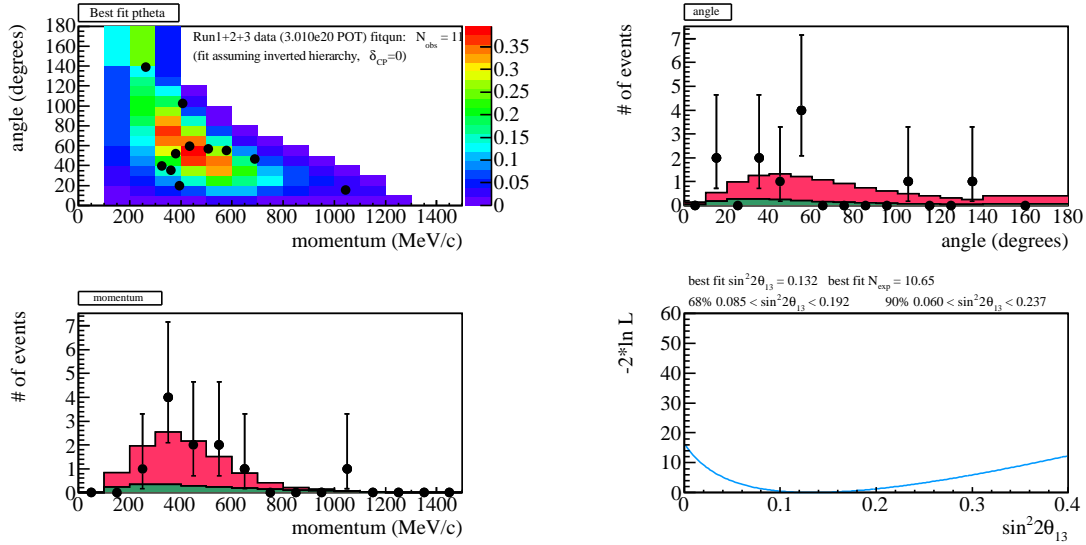 Best fit ptheta
Run1+2+3 data (3.010e20 POT) fitqun: N_obs = 11
(fit assuming inverted hierarchy, δ_CP=0)
angle (degrees)
180
160
140
120
100
80
60
40
20
0
0 200 400 600 800 1000 1200 1400
momentum (MeV/c)
0.35
0.3
0.25
0.2
0.15
0.1
0.05
0
angle
# of events
7
6
5
4
3
2
1
0
0 20 40 60 80 100 120 140 160 180
angle (degrees)
momentum
# of events
7
6
5
4
3
2
1
0
0 200 400 600 800 1000 1200 1400
momentum (MeV/c)
best fit sin²2θ₁₃ = 0.132 best fit N_exp = 10.65
68% 0.085 < sin²2θ₁₃ < 0.192 90% 0.060 < sin²2θ₁₃ < 0.237
-2*ln L
60
50
40
30
20
10
0
0 0.1 0.2 0.3 0.4
sin²2θ₁₃